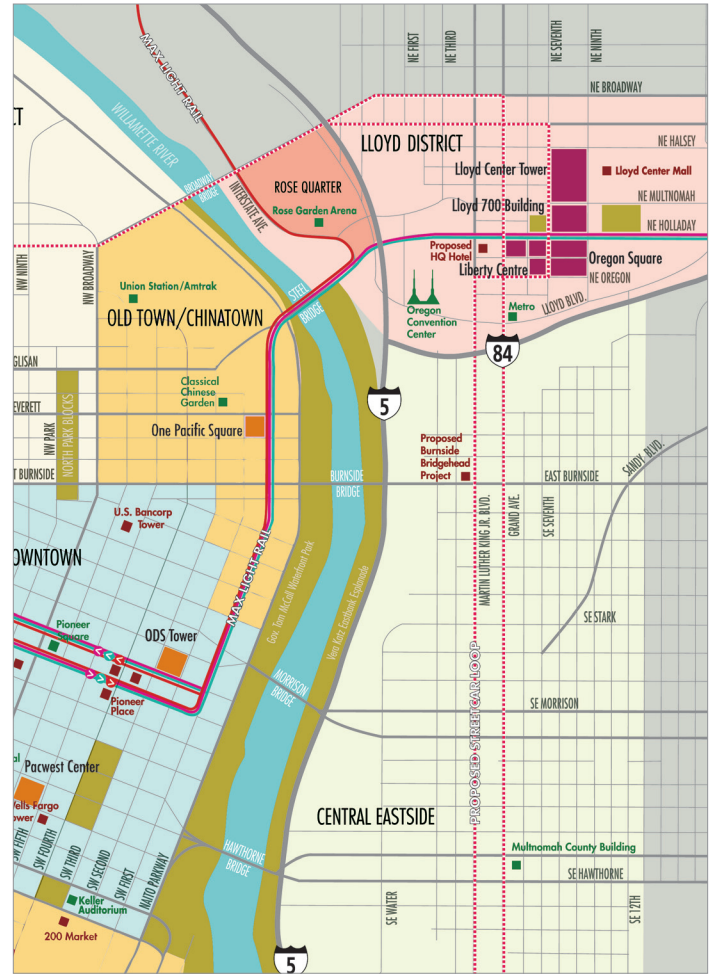 MAX LIGHT RAIL
WILLAMETTE RIVER
BROADWAY
BRIDGE
INTERSTATE AVE.
NE FIRST
NE THIRD
NE SEVENTH
NE NINTH
NE BROADWAY
CT
LLOYD DISTRICT
NE HALSEY
Lloyd Center Tower
Lloyd Center Mall
ROSE QUARTER
NE MULTNOMAH
Lloyd 700 Building
Rose Garden Arena
NE HOLLADAY
Proposed
HQ Hotel
Oregon Square
Liberty Centre
NE OREGON
NW NINTH
NW BROADWAY
Union Station/Amtrak
STEEL
BRIDGE
LLOYD BLVD.
Oregon
Convention
Center
Metro
OLD TOWN/CHINATOWN
84
GLISAN
Classical
Chinese
Garden
5
EVERETT
NW PARK
NORTH PARK BLOCKS
One Pacific Square
Proposed
Burnside
Bridgehead
Project
SANDY BLVD.
T BURNSIDE
BURNSIDE
BRIDGE
EAST BURNSIDE
MARTIN LUTHER KING JR. BLVD.
GRAND AVE.
SE SEVENTH
U.S. Bancorp
Tower
OWNTOWN
MAX LIGHT RAIL
Gov. Tom McCall Waterfront Park
Vera Katz Eastbank Esplanade
SE STARK
Pioneer
Square
ODS Tower
Pioneer
Place
MORRISON
BRIDGE
PROPOSED STREETCAR LOOP
SE MORRISON
al
Pacwest Center
ells Fargo
ower
CENTRAL EASTSIDE
SW FIFTH
SW FOURTH
SW THIRD
SW SECOND
SW FIRST
NAITO PARKWAY
HAWTHORNE
BRIDGE
Multnomah County Building
SE HAWTHORNE
Keller
Auditorium
SE WATER
SE 12TH
200 Market
5